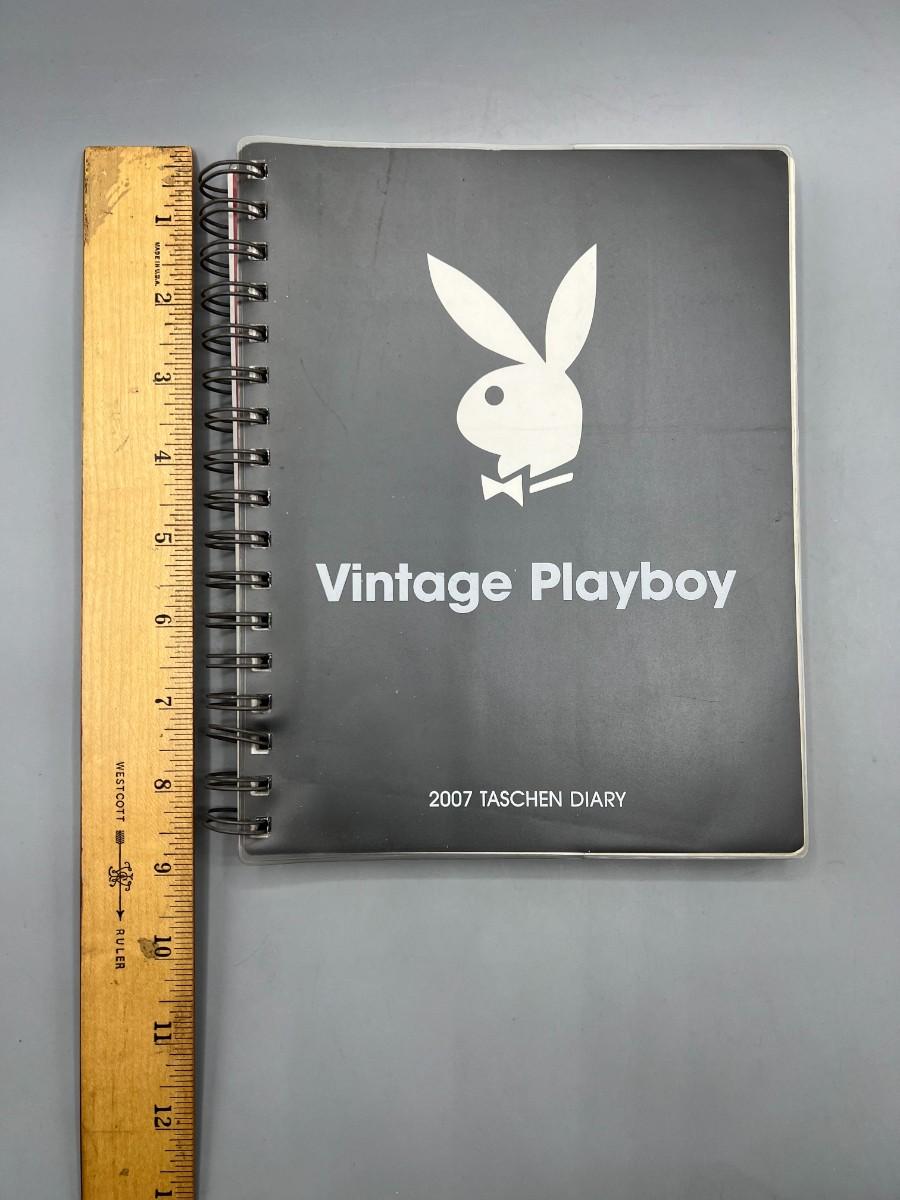 1
MADE IN U.S.A.
2
3
4
5
6
7
8
9
10
11
12
WESTCOTT
RULER
Vintage Playboy
2007 TASCHEN DIARY